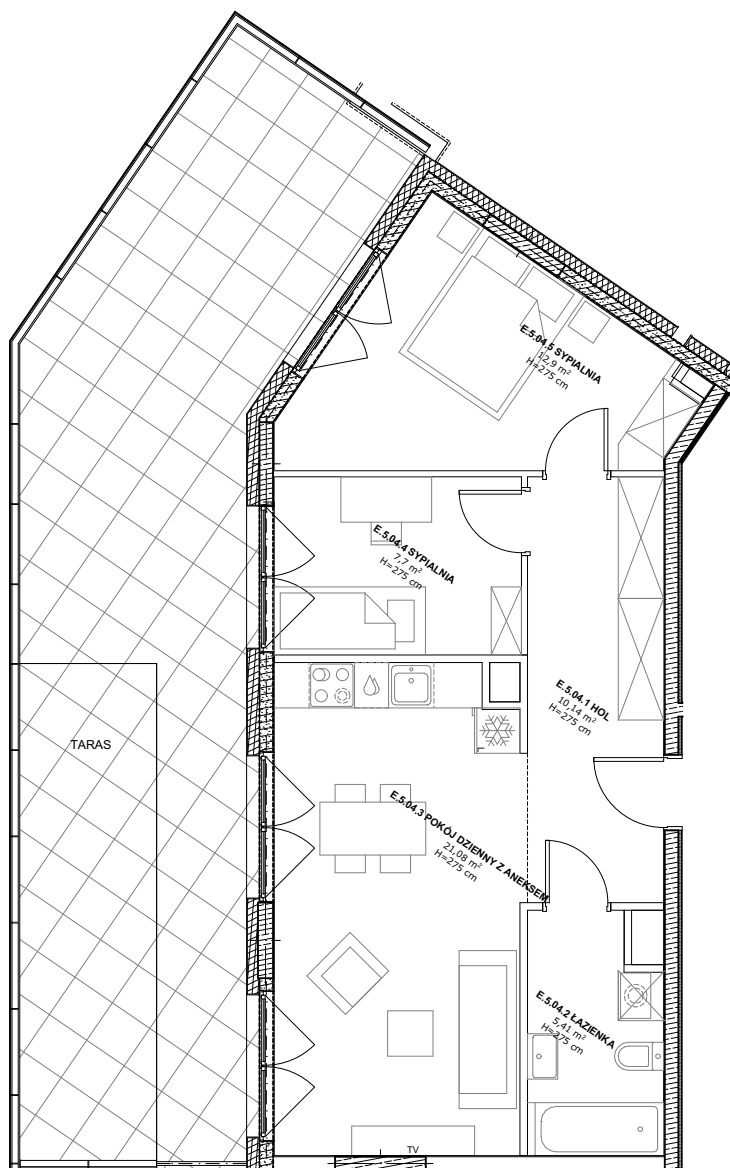 E.5.04.5 SYPIALNIA
12,9 m²
H=275 cm
E.5.04.4 SYPIALNIA
7,7 m²
H=275 cm
E.5.04.1 HOL
10,14 m²
H=275 cm
TARAS
E.5.04.3 POKÓJ DZIENNY Z ANEKSEM
21,08 m²
H=275 cm
E.5.04.2 ŁAZIENKA
5,41 m²
H=275 cm
TV